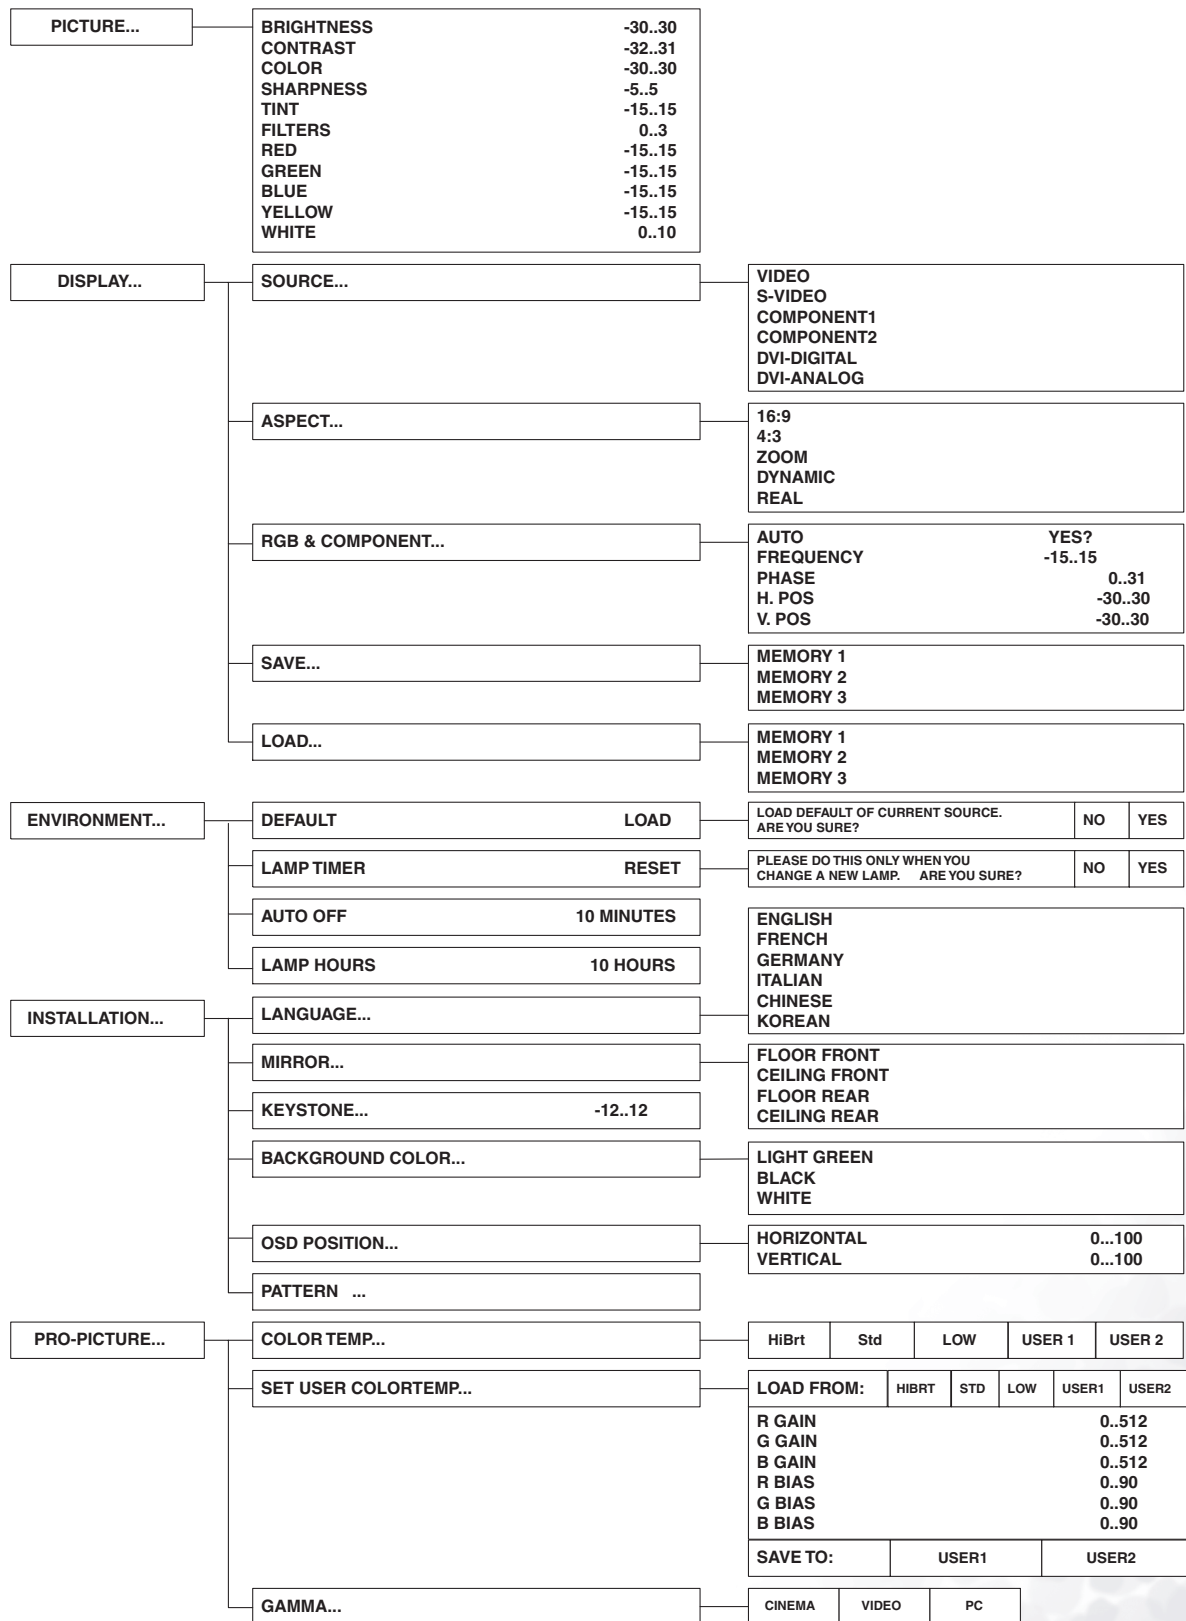 PICTURE...
BRIGHTNESS -30..30
CONTRAST -32..31
COLOR -30..30
SHARPNESS -5..5
TINT -15..15
FILTERS 0..3
RED -15..15
GREEN -15..15
BLUE -15..15
YELLOW -15..15
WHITE 0..10
DISPLAY...
SOURCE...
VIDEO
S-VIDEO
COMPONENT1
COMPONENT2
DVI-DIGITAL
DVI-ANALOG
ASPECT...
16:9
4:3
ZOOM
DYNAMIC
REAL
RGB & COMPONENT...
AUTO YES?
FREQUENCY -15..15
PHASE 0..31
H. POS -30..30
V. POS -30..30
SAVE...
MEMORY 1
MEMORY 2
MEMORY 3
LOAD...
MEMORY 1
MEMORY 2
MEMORY 3
ENVIRONMENT...
DEFAULT LOAD
LOAD DEFAULT OF CURRENT SOURCE.
ARE YOU SURE?
NO YES
LAMP TIMER RESET
PLEASE DO THIS ONLY WHEN YOU
CHANGE A NEW LAMP. ARE YOU SURE?
NO YES
AUTO OFF 10 MINUTES
LAMP HOURS 10 HOURS
INSTALLATION...
LANGUAGE...
ENGLISH
FRENCH
GERMANY
ITALIAN
CHINESE
KOREAN
MIRROR...
FLOOR FRONT
CEILING FRONT
FLOOR REAR
CEILING REAR
KEYSTONE... -12..12
BACKGROUND COLOR...
LIGHT GREEN
BLACK
WHITE
OSD POSITION...
HORIZONTAL 0...100
VERTICAL 0...100
PATTERN ...
PRO-PICTURE...
COLOR TEMP...
HiBrt Std LOW USER 1 USER 2
SET USER COLORTEMP...
LOAD FROM: HIBRT STD LOW USER1 USER2
R GAIN 0..512
G GAIN 0..512
B GAIN 0..512
R BIAS 0..90
G BIAS 0..90
B BIAS 0..90
SAVE TO: USER1 USER2
GAMMA...
CINEMA VIDEO PC